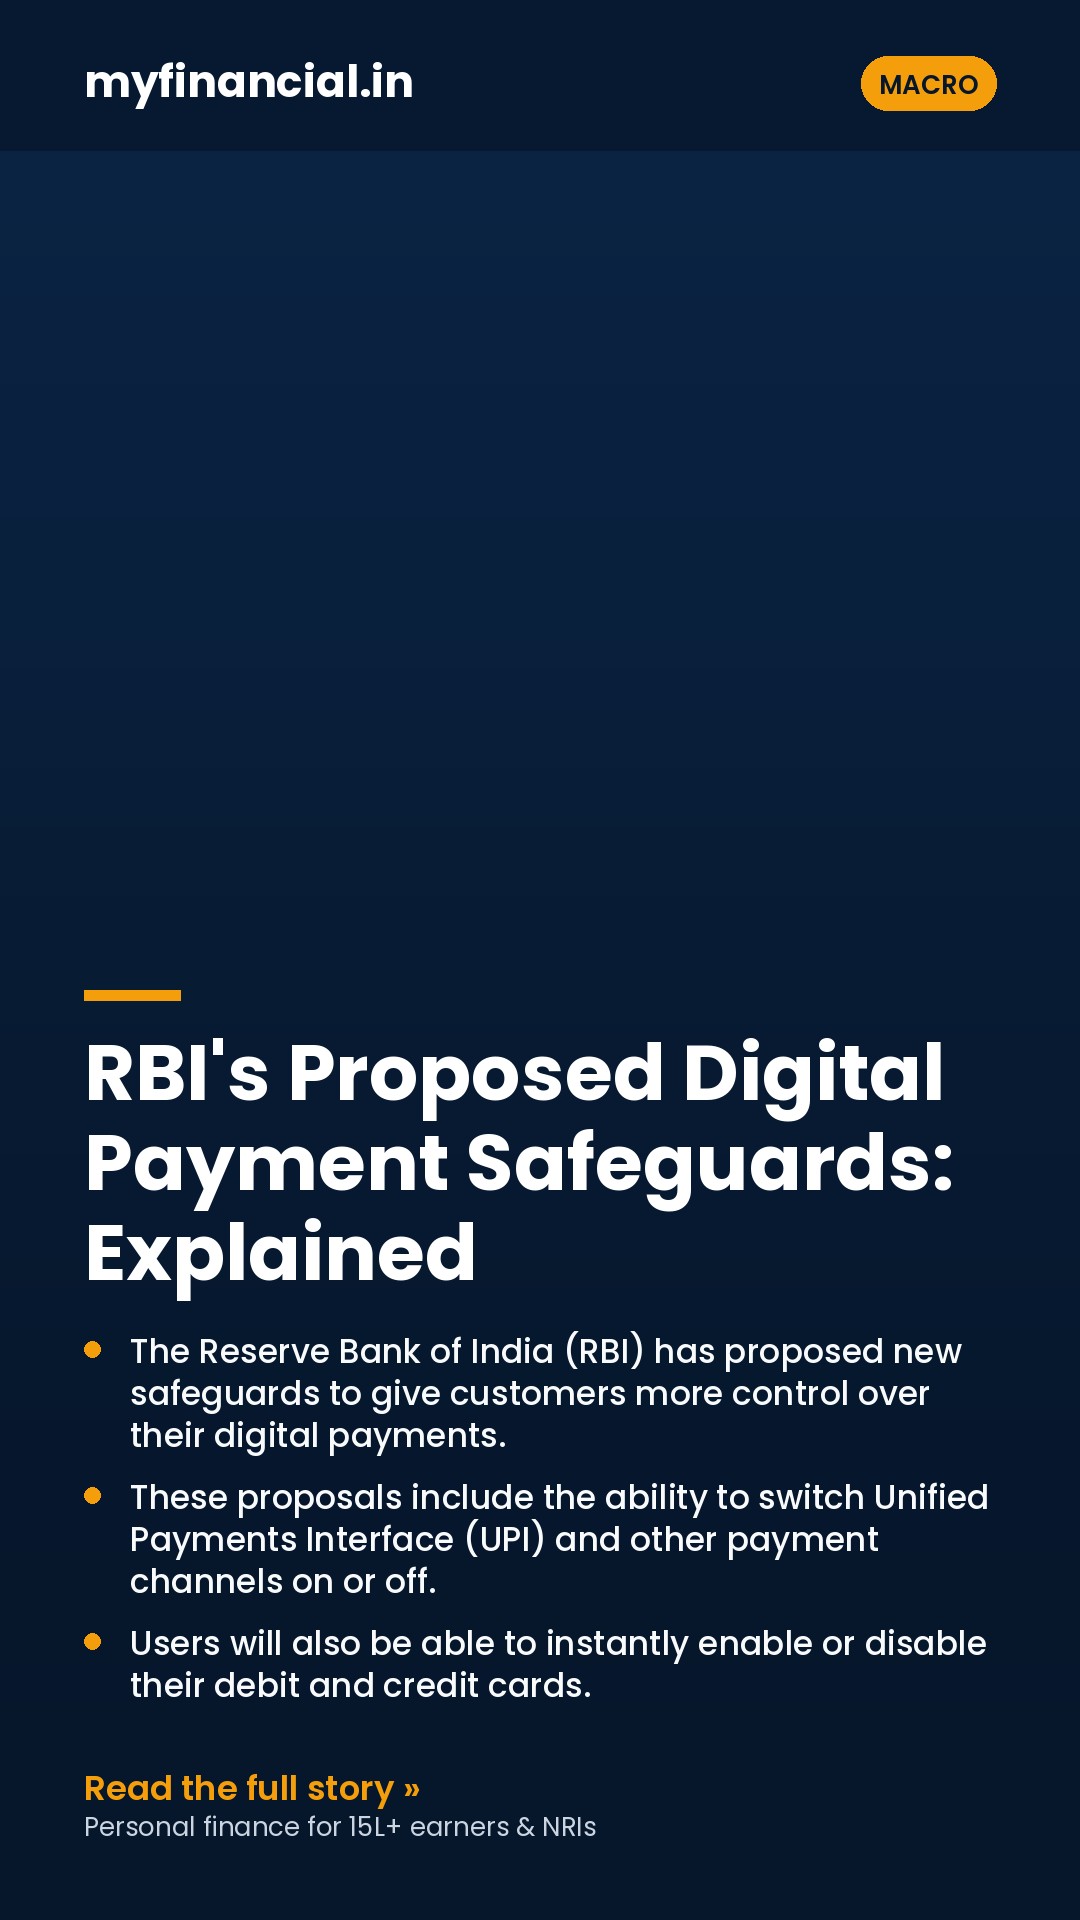 myfinancial.in
MACRO
RBI's Proposed Digital
Payment Safeguards:
Explained
The Reserve Bank of India (RBI) has proposed new
safeguards to give customers more control over
their digital payments.
These proposals include the ability to switch Unified
Payments Interface (UPI) and other payment
channels on or off.
Users will also be able to instantly enable or disable
their debit and credit cards.
Read the full story »
Personal finance for 15L+ earners & NRIs